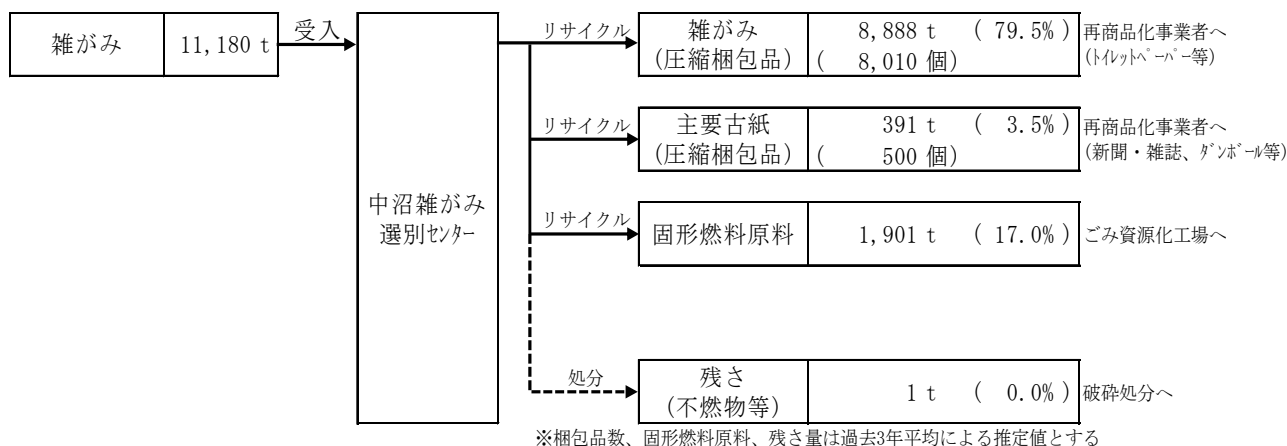 雑がみ 11,180 t
受入
中沼雑がみ
選別ｾﾝﾀｰ
リサイクル
雑がみ 8,888 t ( 79.5%) 再商品化事業者へ
(圧縮梱包品) ( 8,010 個) (ﾄｲﾚｯﾄﾍﾟｰﾊﾟｰ等)
リサイクル
主要古紙 391 t ( 3.5%) 再商品化事業者へ
(圧縮梱包品) ( 500 個) (新聞・雑誌、ﾀﾞﾝﾎﾞｰﾙ等)
リサイクル
固形燃料原料 1,901 t ( 17.0%) ごみ資源化工場へ
処分
残さ 1 t ( 0.0%) 破砕処分へ
(不燃物等)
※梱包品数、固形燃料原料、残さ量は過去3年平均による推定値とする